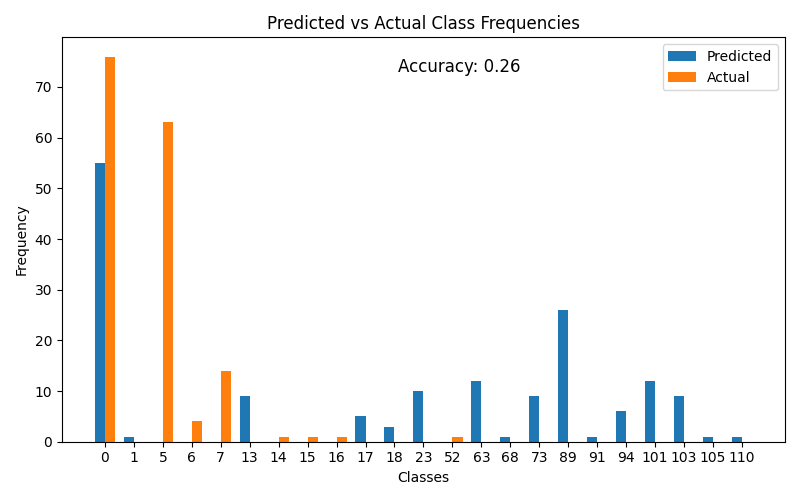 Predicted vs Actual Class Frequencies
Accuracy: 0.26
Predicted
Actual
Frequency
70
60
50
40
30
20
10
0
0 1 5 6 7 13 14 15 16 17 18 23 52 63 68 73 89 91 94 101 103 105 110
Classes